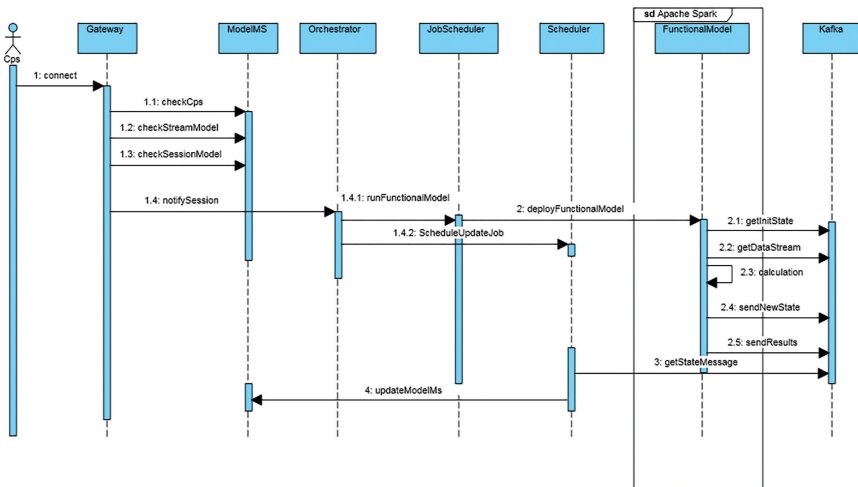 sd Apache Spark
Gateway
ModelMS
Orchestrator
JobScheduler
Scheduler
FunctionalModel
Kafka
Cps
1: connect
1.1: checkCps
1.2: checkStreamModel
1.3: checkSessionModel
1.4: notifySession
1.4.1: runFunctionalModel
2: deployFunctionalModel
2.1: getInitState
1.4.2: ScheduleUpdateJob
2.2: getDataStream
2.3: calculation
2.4: sendNewState
2.5: sendResults
3: getStateMessage
4: updateModelMs